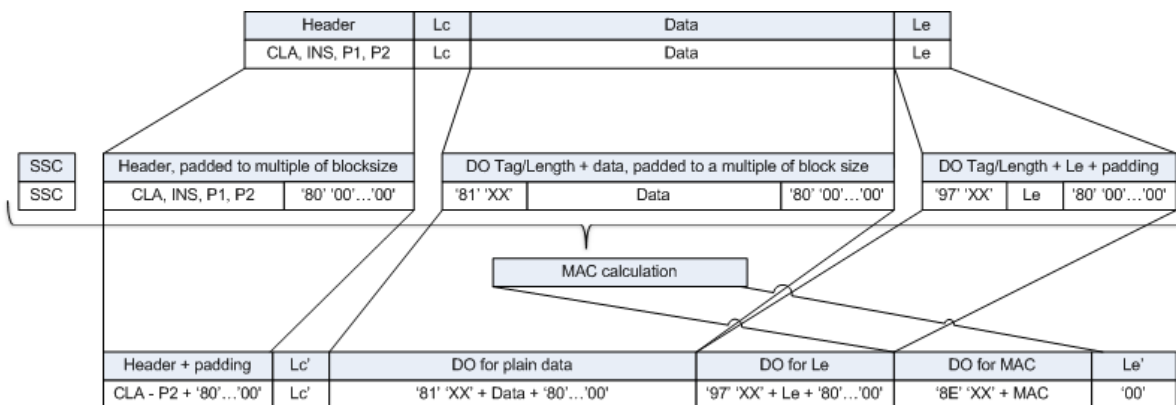 Header Lc Data Le
CLA, INS, P1, P2 Lc Data Le
SSC Header, padded to multiple of blocksize DO Tag/Length + data, padded to a multiple of block size DO Tag/Length + Le + padding
SSC CLA, INS, P1, P2 '80' '00'…'00' '81' 'XX' Data '80' '00'…'00' '97' 'XX' Le '80' '00'…'00'
MAC calculation
Header + padding Lc' DO for plain data DO for Le DO for MAC Le'
CLA - P2 + '80'…'00' Lc' '81' 'XX' + Data + '80'…'00' '97' 'XX' + Le + '80'…'00' '8E' 'XX' + MAC '00'